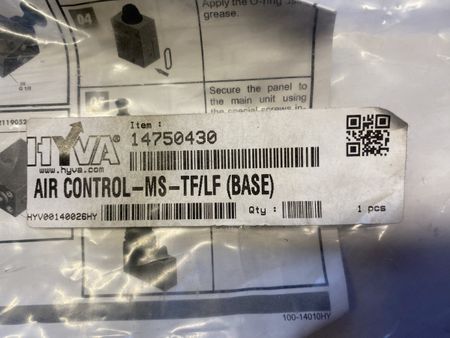 04
Apply the O-ring
grease.
Secure the panel to
the main unit using
the special screws in-
HYVA®
www.hyva.com
Item :
14750430
AIR CONTROL-MS-TF/LF (BASE)
HYV00140026HY
Qty :
1 pcs
100-14010HY